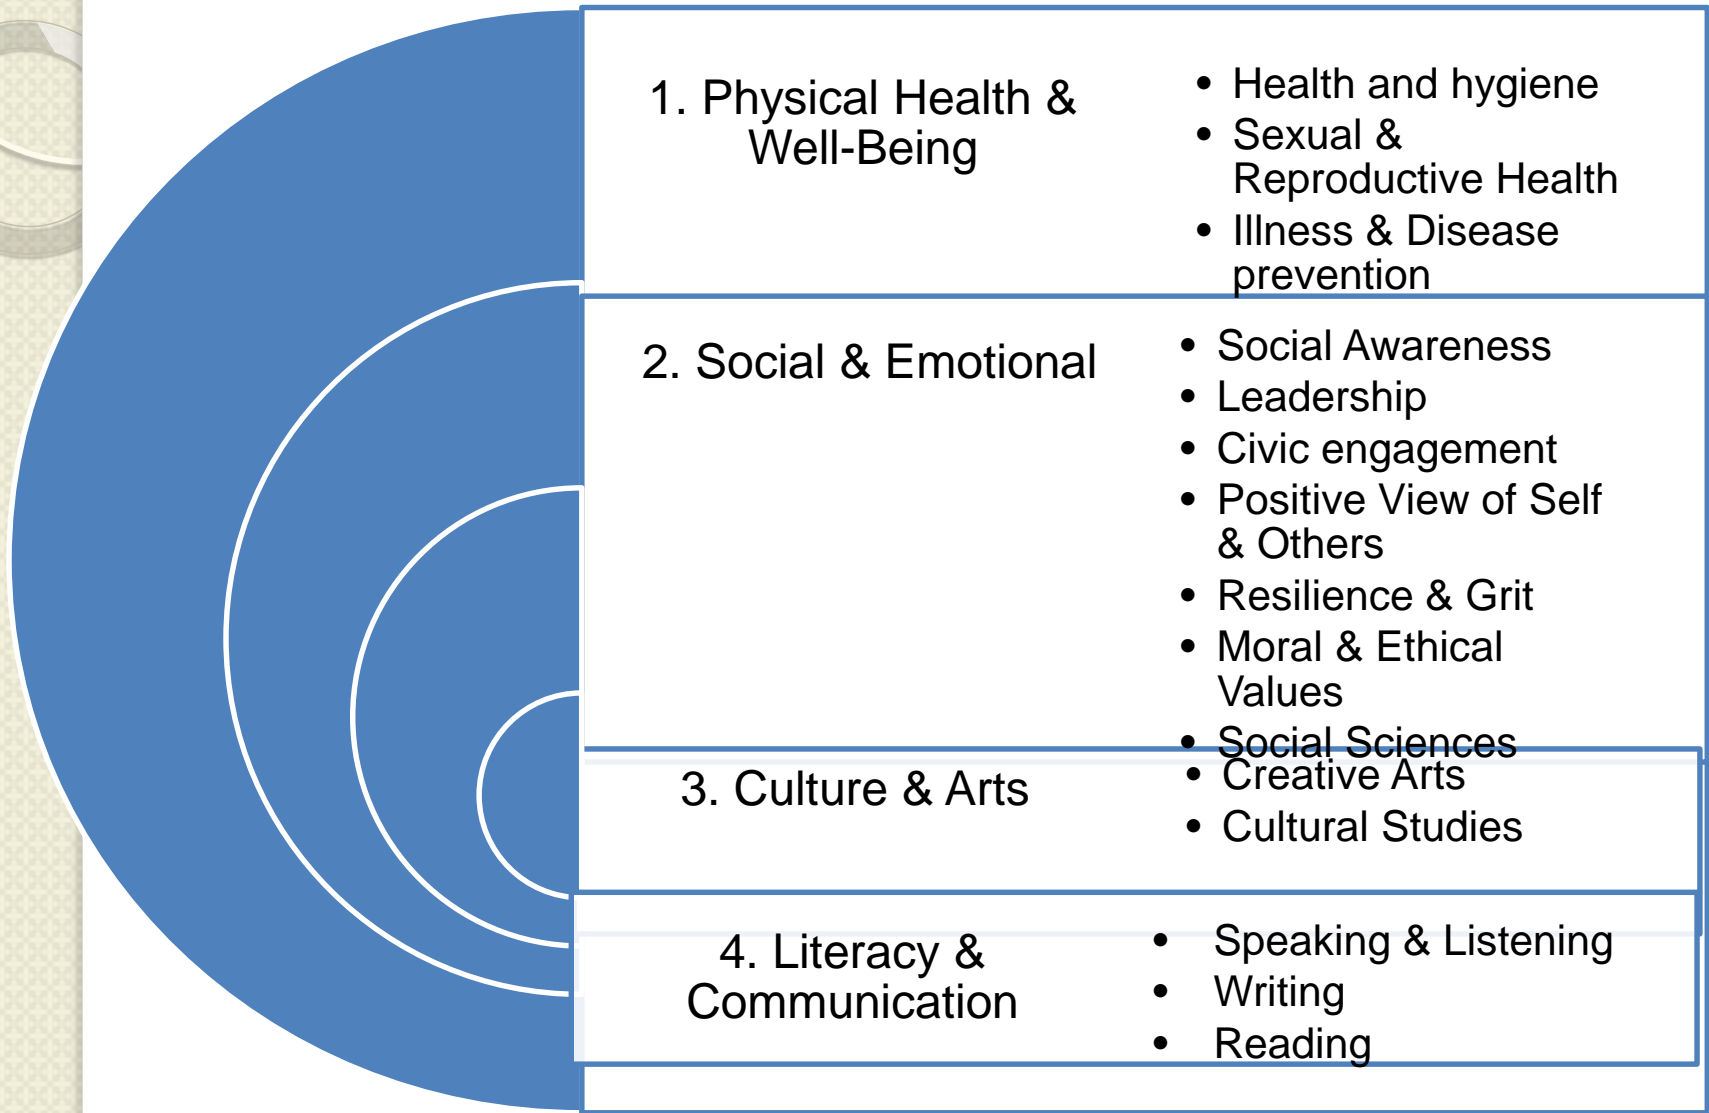 1. Physical Health &
Well-Being
• Health and hygiene
• Sexual &
Reproductive Health
• Illness & Disease
prevention
2. Social & Emotional
• Social Awareness
• Leadership
• Civic engagement
• Positive View of Self
& Others
• Resilience & Grit
• Moral & Ethical
Values
• Social Sciences
3. Culture & Arts
• Creative Arts
• Cultural Studies
4. Literacy &
Communication
• Speaking & Listening
• Writing
• Reading